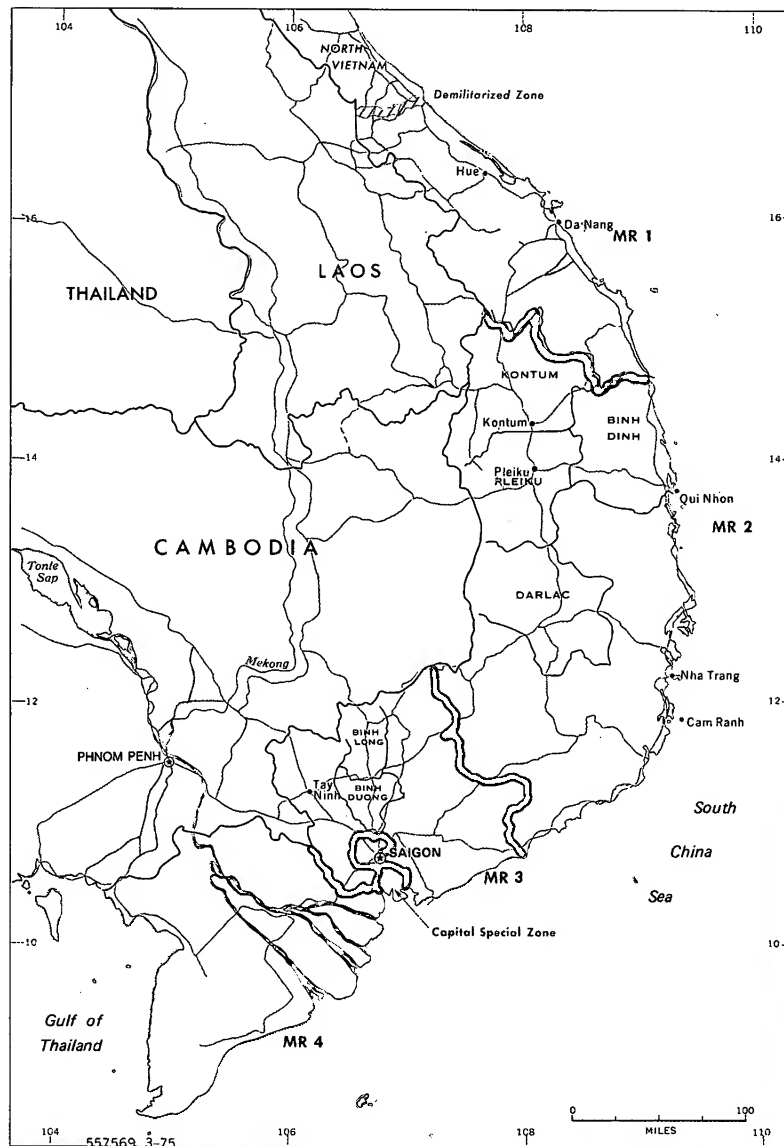 104
106
108
110
NORTH
VIETNAM
Demilitarized Zone
Hue
16
Da Nang
16
MR 1
LAOS
THAILAND
KONTUM
Kontum
BINH
DINH
14
14
Pleiku
PLEIKU
Qui Nhon
MR 2
CAMBODIA
Tonle
Sap
DARLAC
Mekong
Nha Trang
12
12
Cam Ranh
BINH
LONG
PHNOM PENH
Tay
Ninh
BINH
DUONG
South
China
Sea
SAIGON
MR 3
Capital Special Zone
10
10
Gulf of
Thailand
MR 4
0
100
MILES
104
106
108
110
557569 3-75